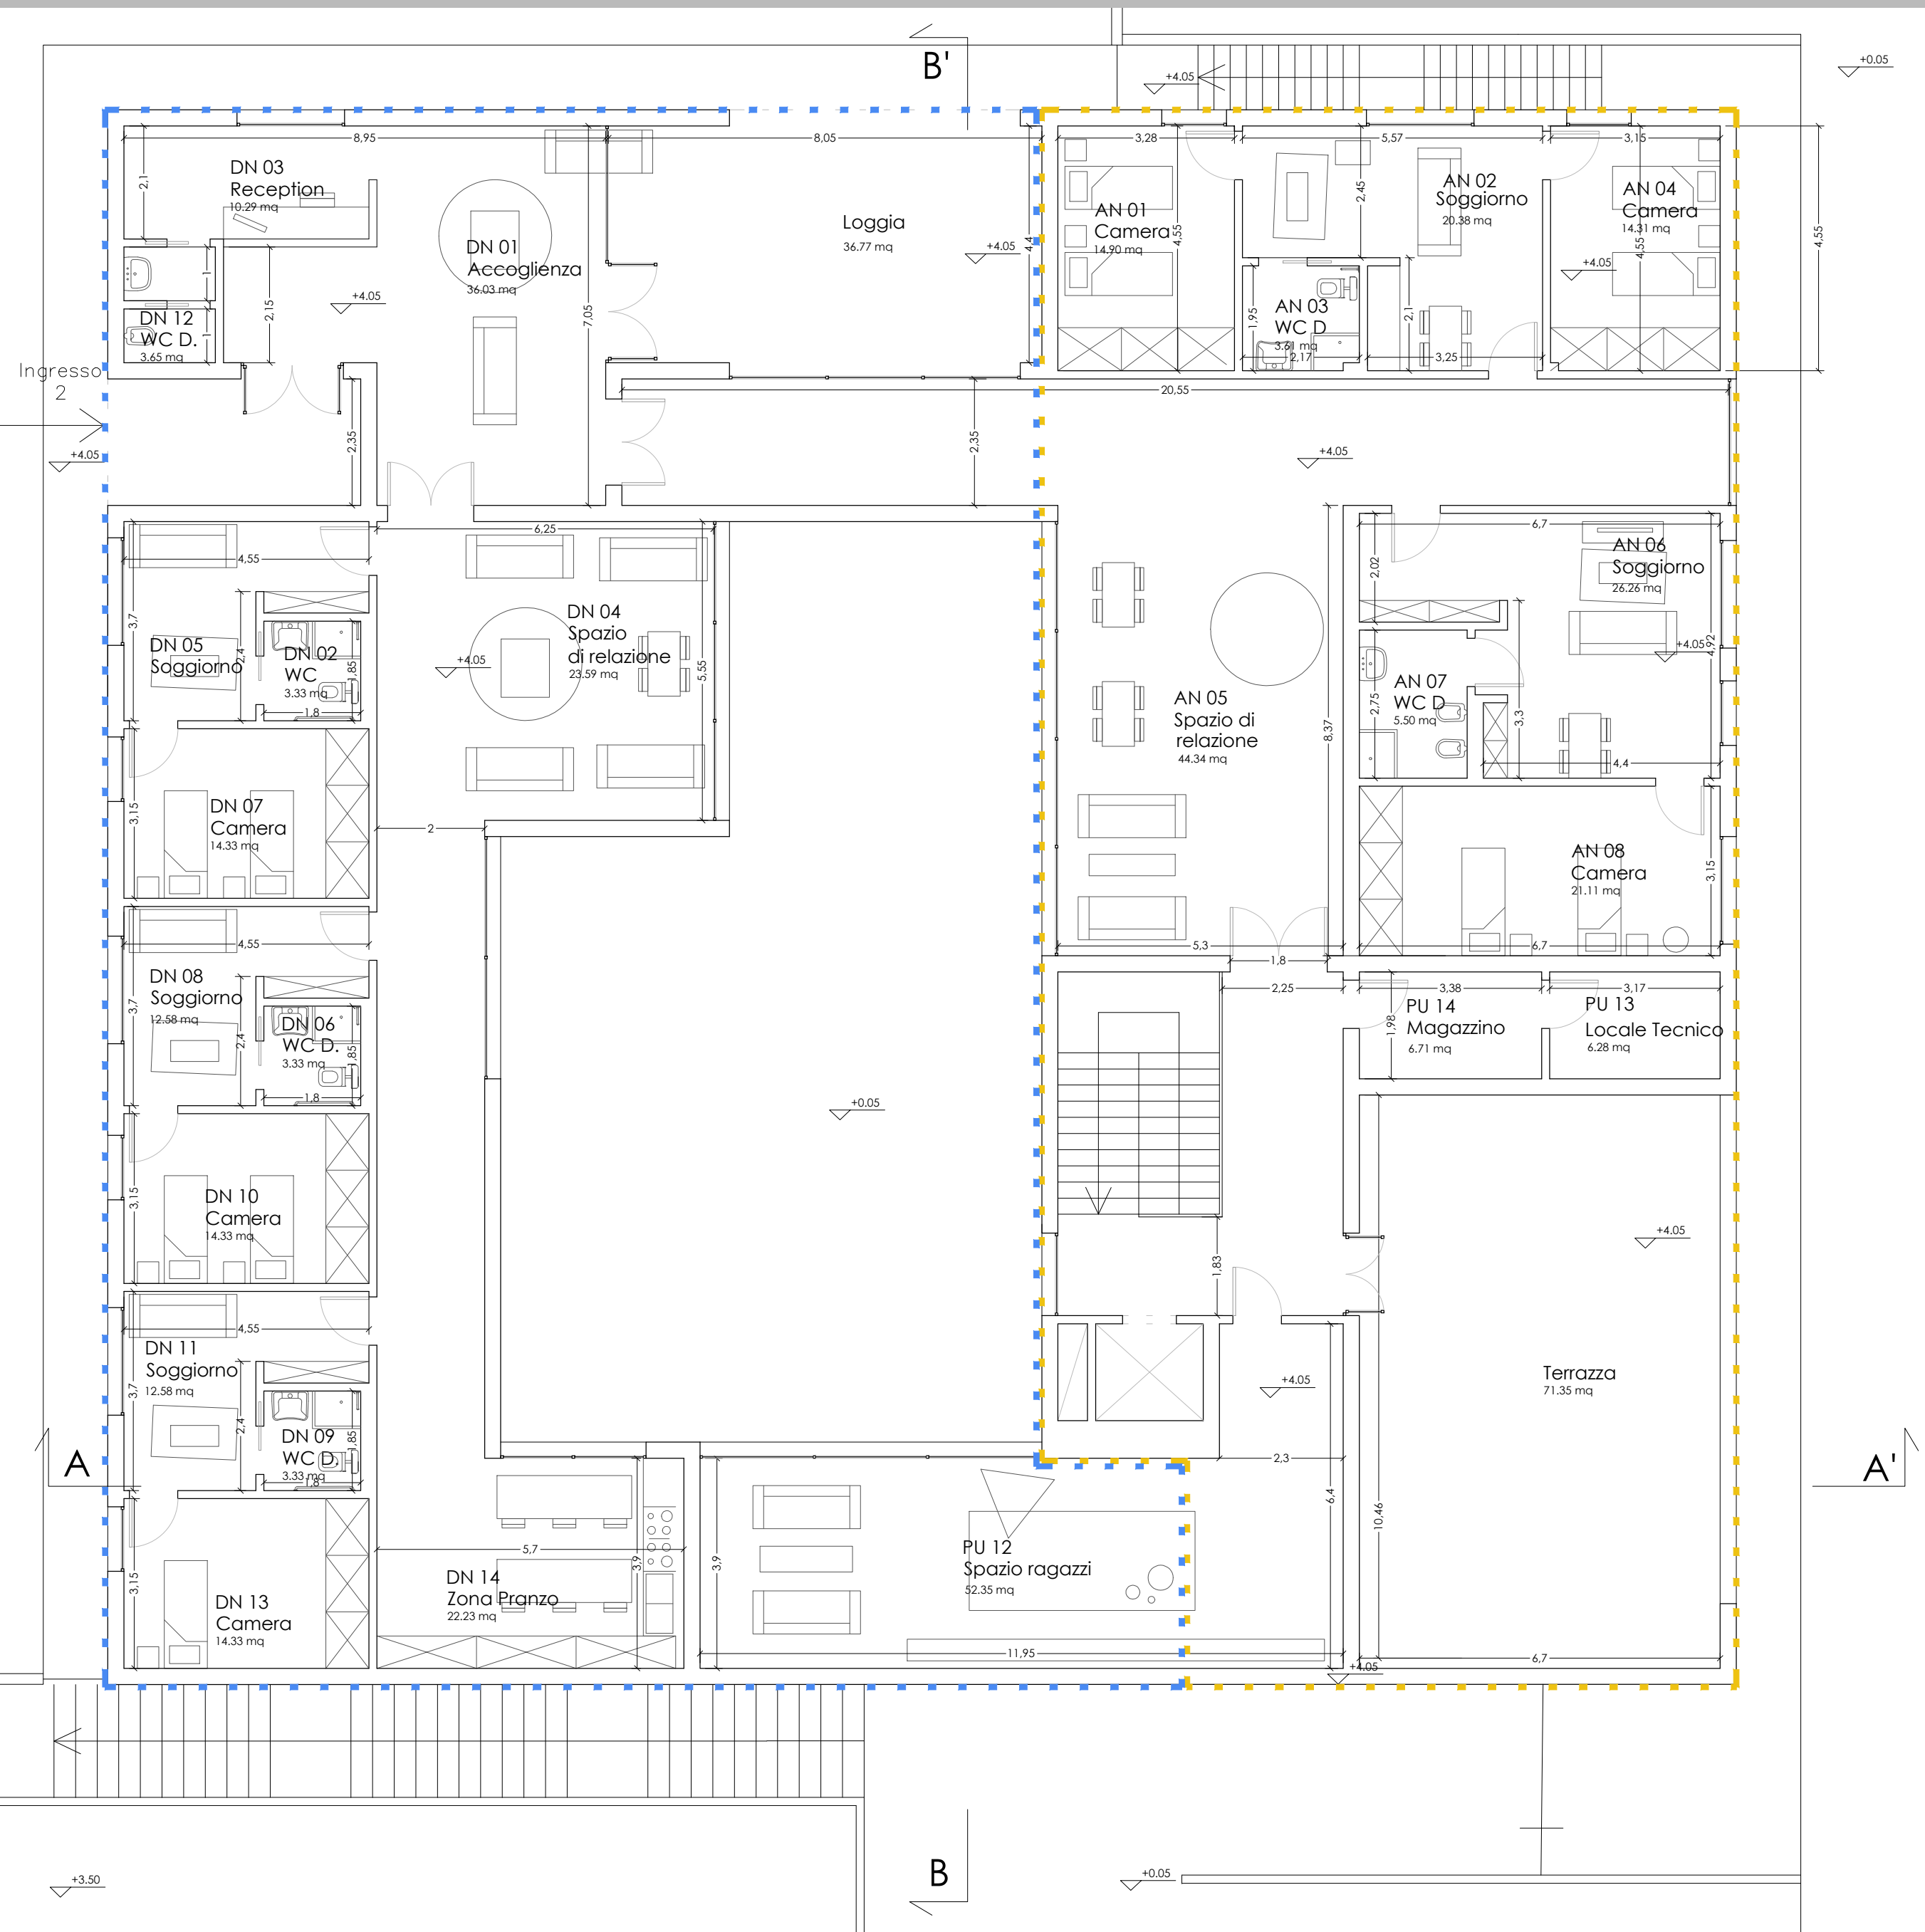 B'
+4.05
+0.05
8,95
8,05
3,28
5,57
3,15
DN 03
Reception
10.29 mq
2,1
DN 01
Accoglienza
36.03 mq
7,05
Loggia
36.77 mq
+4.05
4,4
AN 01
Camera
14.90 mq
4,55
2,45
AN 02
Soggiorno
20.38 mq
AN 04
Camera
14.31 mq
4,55
+4.05
4,55
1
2,15
+4.05
DN 12
WC D.
3.65 mq
1
AN 03
WC D
3.61 mq
1,95
2,17
2,1
3,25
Ingresso
2
+4.05
2,35
2,35
20,55
+4.05
6,25
4,55
3,7
DN 05
Soggiorno
2,4
DN 02
WC
3.33 mq
1,85
1,8
DN 04
Spazio
di relazione
23.59 mq
+4.05
5,55
6,7
2,02
AN 06
Soggiorno
26.26 mq
+4.05
4,92
AN 07
WC D
5.50 mq
2,75
3,3
4,4
AN 05
Spazio di
relazione
44.34 mq
8,37
DN 07
Camera
14.33 mq
3,15
2
AN 08
Camera
21.11 mq
3,15
4,55
5,3
6,7
1,8
DN 08
Soggiorno
12.58 mq
3,7
2,4
DN 06
WC D.
3.33 mq
1,85
1,8
2,25
3,38
3,17
PU 14
Magazzino
6.71 mq
1,98
PU 13
Locale Tecnico
6.28 mq
+0.05
DN 10
Camera
14.33 mq
3,15
1,83
+4.05
4,55
DN 11
Soggiorno
12.58 mq
3,7
2,4
DN 09
WC D.
3.33 mq
1,85
1,8
+4.05
Terrazza
71.35 mq
A
A'
2,3
6,4
10,46
5,7
3,9
3,9
DN 14
Zona Pranzo
22.23 mq
PU 12
Spazio ragazzi
52.35 mq
DN 13
Camera
14.33 mq
3,15
11,95
6,7
+4.05
B
+3.50
+0.05